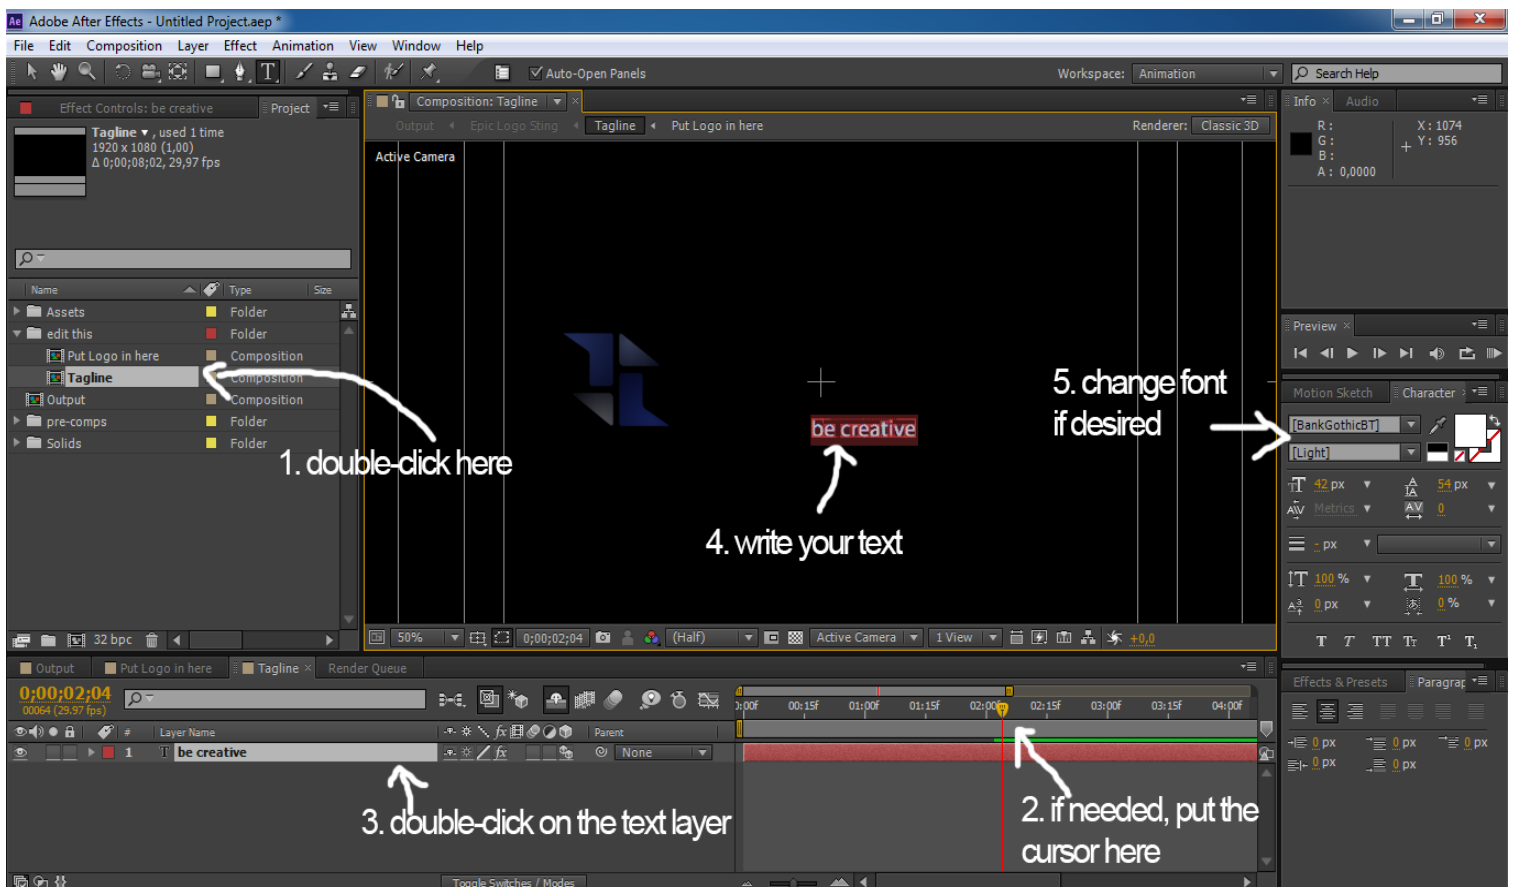 Ae Adobe After Effects - Untitled Project.aep *
File Edit Composition Layer Effect Animation View Window Help
Auto-Open Panels
Workspace: Animation
Search Help
Effect Controls: be creative
Project
Tagline ▾ , used 1 time
1920 x 1080 (1,00)
Δ 0;00;08;02, 29,97 fps
Name Type Size
Assets Folder
edit this Folder
Put Logo in here Composition
Tagline Composition
Output Composition
pre-comps Folder
Solids Folder
1. double-click here
32 bpc
Composition: Tagline
Output Epic Logo Sting Tagline Put Logo in here
Renderer: Classic 3D
Active Camera
be creative
4. write your text
5. change font
if desired
50% 0;00;02;04 (Half) Active Camera 1 View +0,0
Info Audio
R: X: 1074
G: Y: 956
B:
A: 0,0000
Preview
Motion Sketch Character
[BankGothicBT]
[Light]
42 px 54 px
Metrics 0
- px
100 % 100 %
0 px 0 %
T T TT Tt T¹ T₁
Effects & Presets Paragrap
0 px 0 px 0 px
0 px 0 px
Output Put Logo in here Tagline Render Queue
0;00;02;04
00064 (29.97 fps)
# Layer Name Parent
1 T be creative None
):00f 00:15f 01:00f 01:15f 02:00f 02:15f 03:00f 03:15f 04:00f
3. double-click on the text layer
2. if needed, put the
cursor here
Toggle Switches / Modes